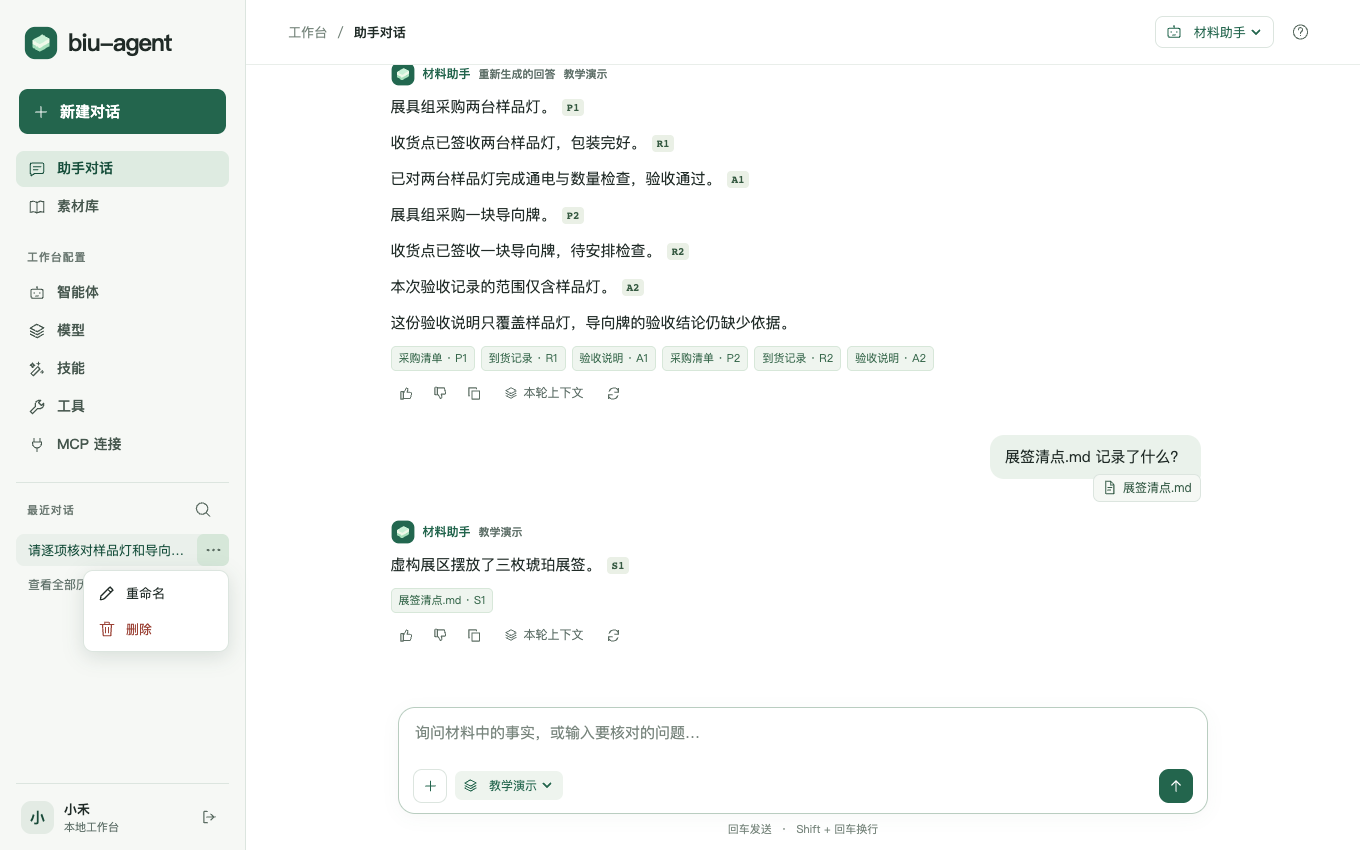 biu-agent
新建对话
助手对话
素材库
工作台配置
智能体
模型
技能
工具
MCP 连接
最近对话
请逐项核对样品灯和导向...
查看全部历
重命名
删除
小
小禾
本地工作台
工作台 / 助手对话
材料助手
材料助手 重新生成的回答 教学演示
展具组采购两台样品灯。 P1
收货点已签收两台样品灯，包装完好。 R1
已对两台样品灯完成通电与数量检查，验收通过。 A1
展具组采购一块导向牌。 P2
收货点已签收一块导向牌，待安排检查。 R2
本次验收记录的范围仅含样品灯。 A2
这份验收说明只覆盖样品灯，导向牌的验收结论仍缺少依据。
采购清单 · P1 到货记录 · R1 验收说明 · A1 采购清单 · P2 到货记录 · R2 验收说明 · A2
本轮上下文
展签清点.md 记录了什么？
展签清点.md
材料助手 教学演示
虚构展区摆放了三枚琥珀展签。 S1
展签清点.md · S1
本轮上下文
询问材料中的事实，或输入要核对的问题...
教学演示
回车发送 · Shift + 回车换行